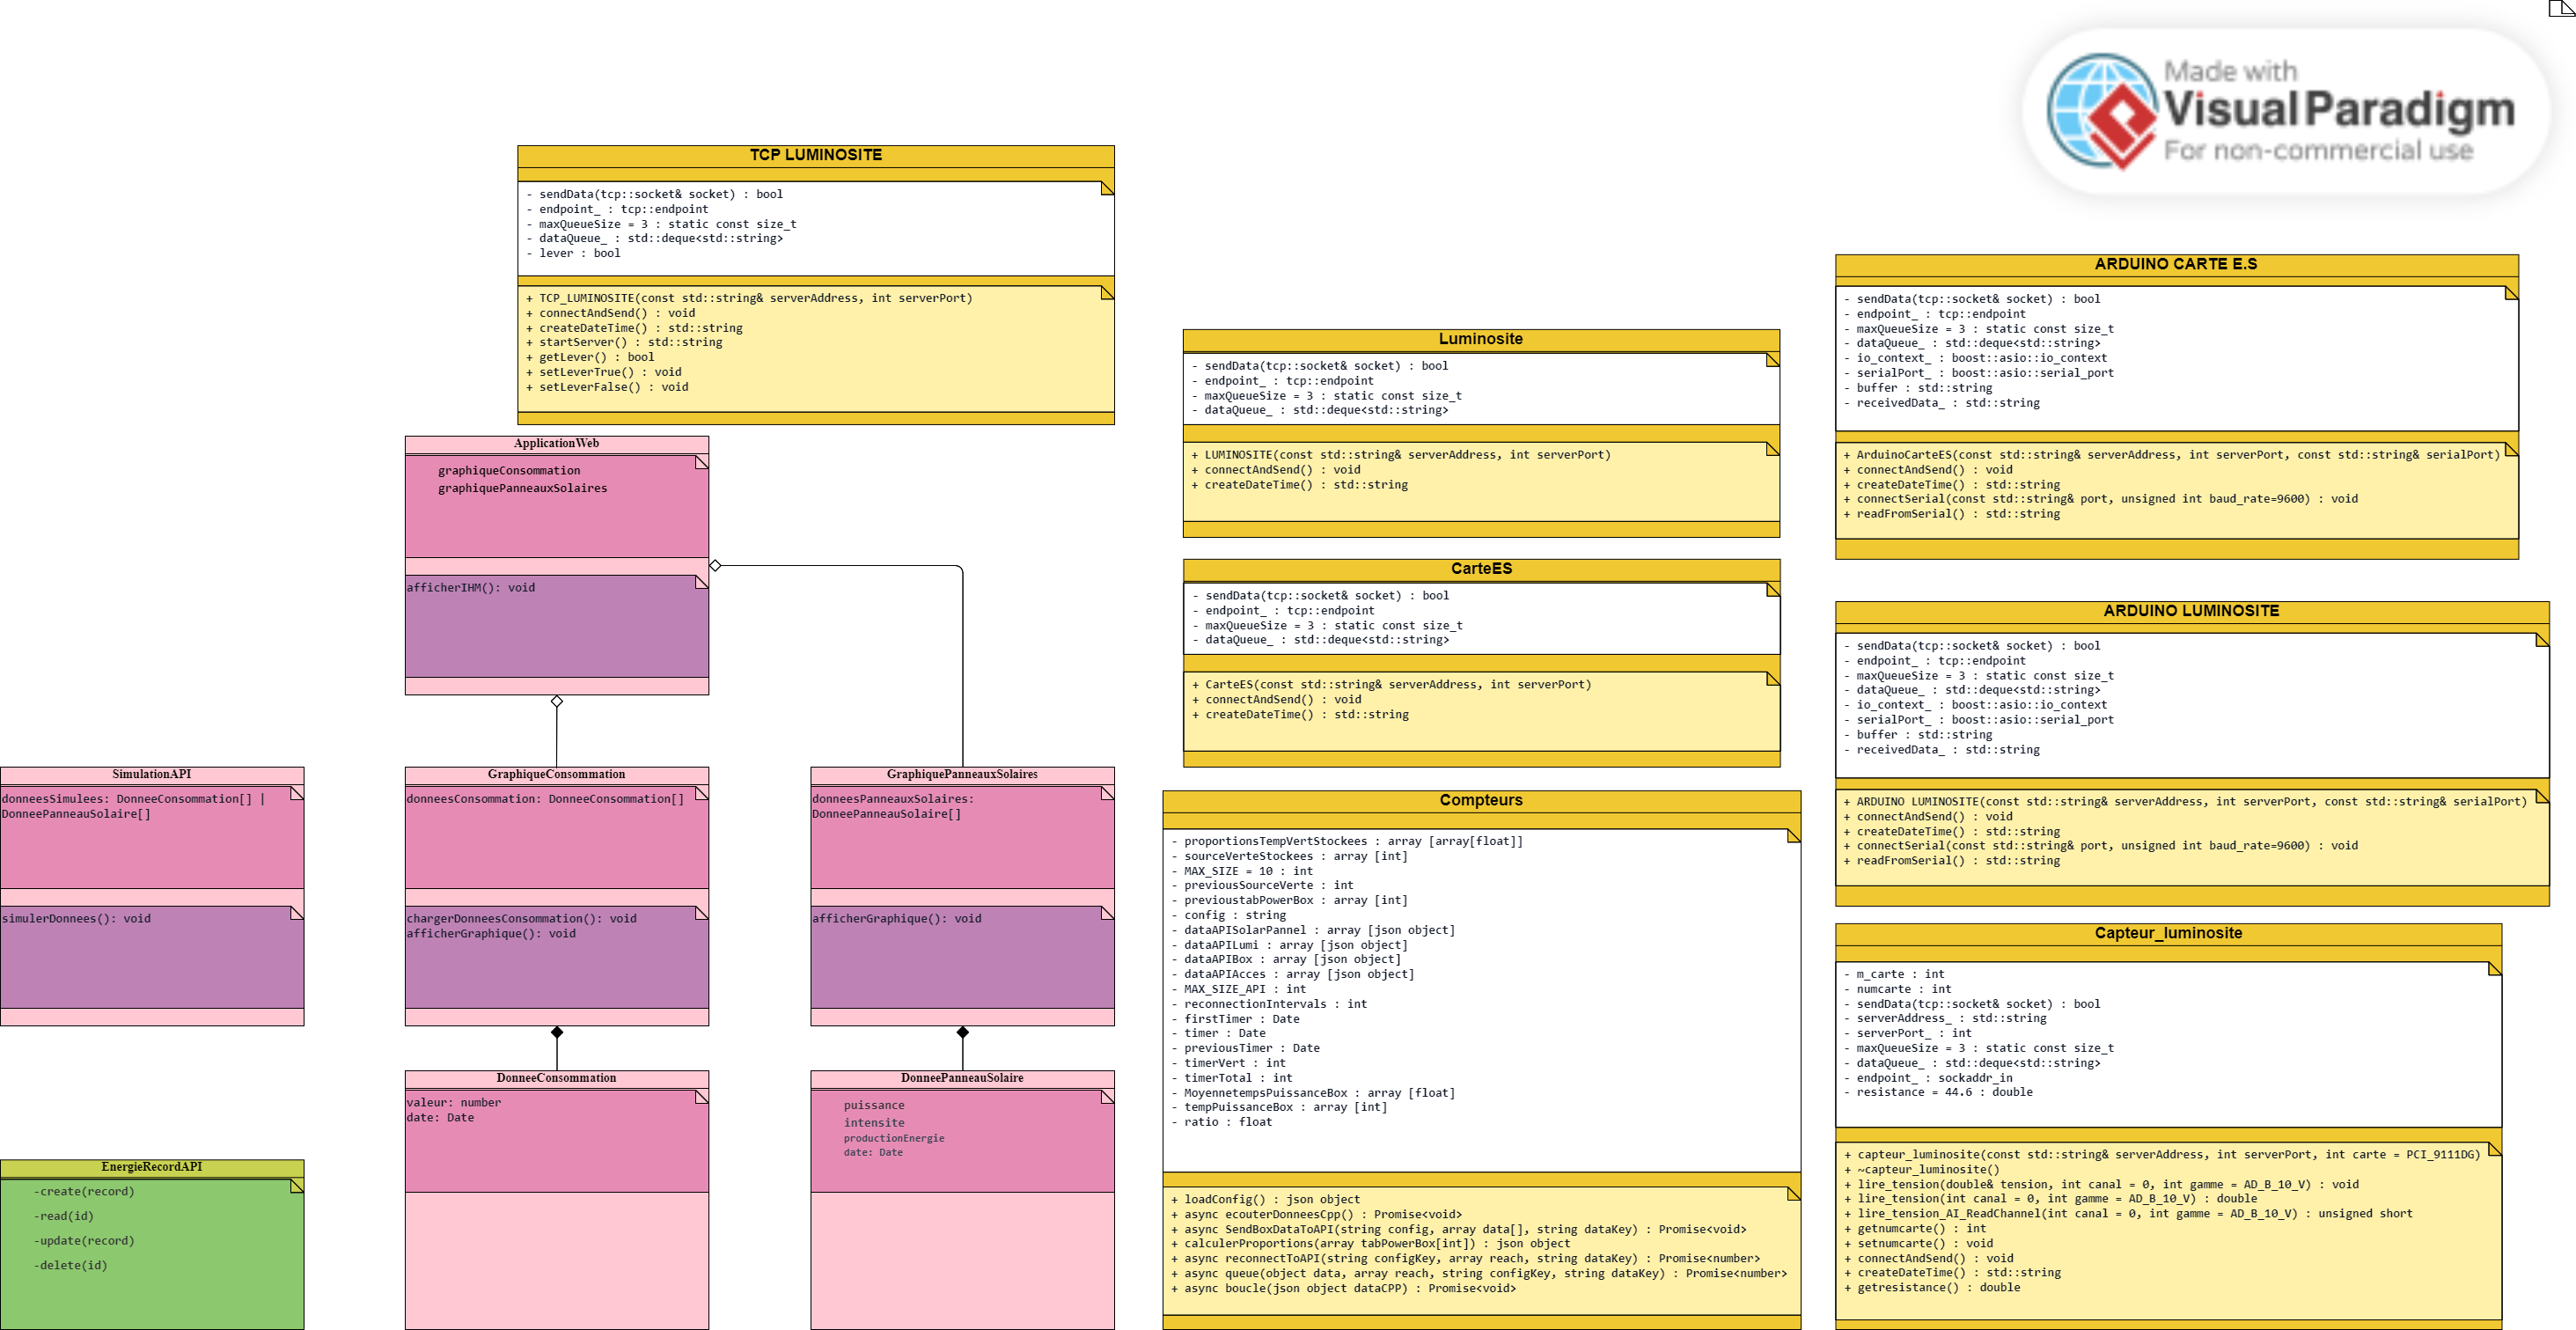 Made with
Visual Paradigm
For non-commercial use
TCP LUMINOSITE
- sendData(tcp::socket& socket) : bool
- endpoint_ : tcp::endpoint
- maxQueueSize = 3 : static const size_t
- dataQueue_ : std::deque<std::string>
- lever : bool
+ TCP_LUMINOSITE(const std::string& serverAddress, int serverPort)
+ connectAndSend() : void
+ createDateTime() : std::string
+ startServer() : std::string
+ getLever() : bool
+ setLeverTrue() : void
+ setLeverFalse() : void
ApplicationWeb
graphiqueConsommation
graphiquePanneauxSolaires
afficherIHM(): void
SimulationAPI
donneesSimulees: DonneeConsommation[] |
DonneePanneauSolaire[]
simulerDonnees(): void
GraphiqueConsommation
donneesConsommation: DonneeConsommation[]
chargerDonneesConsommation(): void
afficherGraphique(): void
GraphiquePanneauxSolaires
donneesPanneauxSolaires:
DonneePanneauSolaire[]
afficherGraphique(): void
DonneeConsommation
valeur: number
date: Date
DonneePanneauSolaire
puissance
intensite
productionEnergie
date: Date
EnergieRecordAPI
-create(record)
-read(id)
-update(record)
-delete(id)
Luminosite
- sendData(tcp::socket& socket) : bool
- endpoint_ : tcp::endpoint
- maxQueueSize = 3 : static const size_t
- dataQueue_ : std::deque<std::string>
+ LUMINOSITE(const std::string& serverAddress, int serverPort)
+ connectAndSend() : void
+ createDateTime() : std::string
CarteES
- sendData(tcp::socket& socket) : bool
- endpoint_ : tcp::endpoint
- maxQueueSize = 3 : static const size_t
- dataQueue_ : std::deque<std::string>
+ CarteES(const std::string& serverAddress, int serverPort)
+ connectAndSend() : void
+ createDateTime() : std::string
Compteurs
- proportionsTempVertStockees : array [array[float]]
- sourceVerteStockees : array [int]
- MAX_SIZE = 10 : int
- previousSourceVerte : int
- previoustabPowerBox : array [int]
- config : string
- dataAPISolarPannel : array [json object]
- dataAPILumi : array [json object]
- dataAPIBox : array [json object]
- dataAPIAcces : array [json object]
- MAX_SIZE_API : int
- reconnectionIntervals : int
- firstTimer : Date
- timer : Date
- previousTimer : Date
- timerVert : int
- timerTotal : int
- MoyennetempsPuissanceBox : array [float]
- tempPuissanceBox : array [int]
- ratio : float
+ loadConfig() : json object
+ async ecouterDonneesCpp() : Promise<void>
+ async SendBoxDataToAPI(string config, array data[], string dataKey) : Promise<void>
+ calculerProportions(array tabPowerBox[int]) : json object
+ async reconnectToAPI(string configKey, array reach, string dataKey) : Promise<number>
+ async queue(object data, array reach, string configKey, string dataKey) : Promise<number>
+ async boucle(json object dataCPP) : Promise<void>
ARDUINO CARTE E.S
- sendData(tcp::socket& socket) : bool
- endpoint_ : tcp::endpoint
- maxQueueSize = 3 : static const size_t
- dataQueue_ : std::deque<std::string>
- io_context_ : boost::asio::io_context
- serialPort_ : boost::asio::serial_port
- buffer : std::string
- receivedData_ : std::string
+ ArduinoCarteES(const std::string& serverAddress, int serverPort, const std::string& serialPort)
+ connectAndSend() : void
+ createDateTime() : std::string
+ connectSerial(const std::string& port, unsigned int baud_rate=9600) : void
+ readFromSerial() : std::string
ARDUINO LUMINOSITE
- sendData(tcp::socket& socket) : bool
- endpoint_ : tcp::endpoint
- maxQueueSize = 3 : static const size_t
- dataQueue_ : std::deque<std::string>
- io_context_ : boost::asio::io_context
- serialPort_ : boost::asio::serial_port
- buffer : std::string
- receivedData_ : std::string
+ ARDUINO LUMINOSITE(const std::string& serverAddress, int serverPort, const std::string& serialPort)
+ connectAndSend() : void
+ createDateTime() : std::string
+ connectSerial(const std::string& port, unsigned int baud_rate=9600) : void
+ readFromSerial() : std::string
Capteur_luminosite
- m_carte : int
- numcarte : int
- sendData(tcp::socket& socket) : bool
- serverAddress_ : std::string
- serverPort_ : int
- maxQueueSize = 3 : static const size_t
- dataQueue_ : std::deque<std::string>
- endpoint_ : sockaddr_in
- resistance = 44.6 : double
+ capteur_luminosite(const std::string& serverAddress, int serverPort, int carte = PCI_9111DG)
+ ~capteur_luminosite()
+ lire_tension(double& tension, int canal = 0, int gamme = AD_B_10_V) : void
+ lire_tension(int canal = 0, int gamme = AD_B_10_V) : double
+ lire_tension_AI_ReadChannel(int canal = 0, int gamme = AD_B_10_V) : unsigned short
+ getnumcarte() : int
+ setnumcarte() : void
+ connectAndSend() : void
+ createDateTime() : std::string
+ getresistance() : double